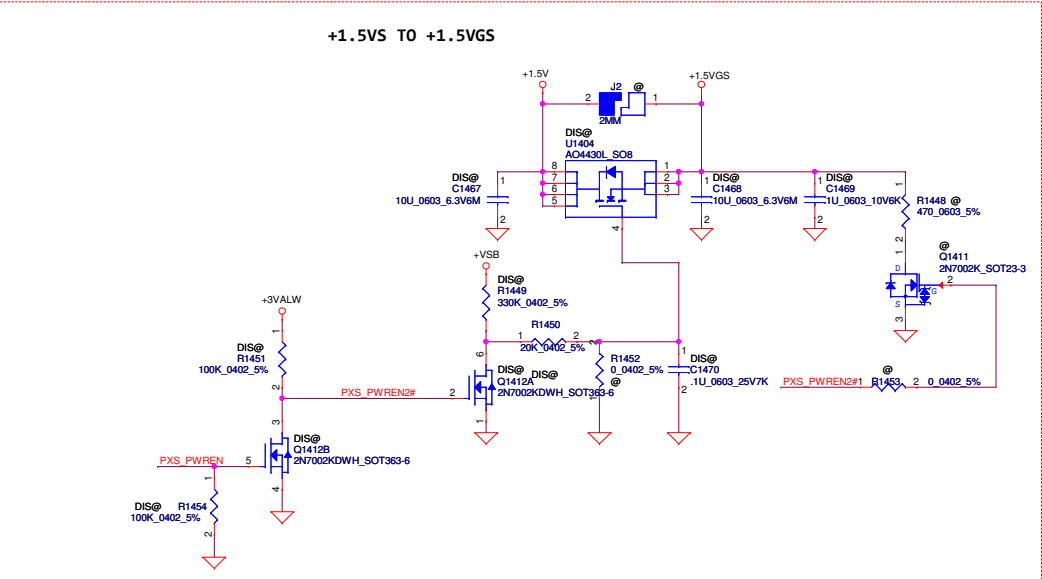 +1.5VS TO +1.5VGS
+1.5V
+1.5VGS
J2 @
2 1
2MM
DIS@
U1404
AO4430L_SO8
8 1
7 2
6 3
5
4
DIS@
C1467
10U_0603_6.3V6M
1
2
DIS@
C1468
10U_0603_6.3V6M
1
2
DIS@
C1469
.1U_0603_10V6K
1
2
1
R1448 @
470_0603_5%
2
@
Q1411
2N7002K_SOT23-3
1
D
2
G
S
3
+VSB
DIS@
R1449
330K_0402_5%
R1450
1 2
20K_0402_5%
DIS@
2
R1452
0_0402_5%
@
1
1
DIS@
C1470
.1U_0603_25V7K
2
+3VALW
1
DIS@
R1451
100K_0402_5%
2
PXS_PWREN2#
2
6
DIS@
Q1412A
2N7002KDWH_SOT363-6
1
PXS_PWREN2#
1
@
R1453
2
0_0402_5%
3
DIS@
Q1412B
2N7002KDWH_SOT363-6
4
PXS_PWREN
5
1
DIS@ R1454
100K_0402_5%
2